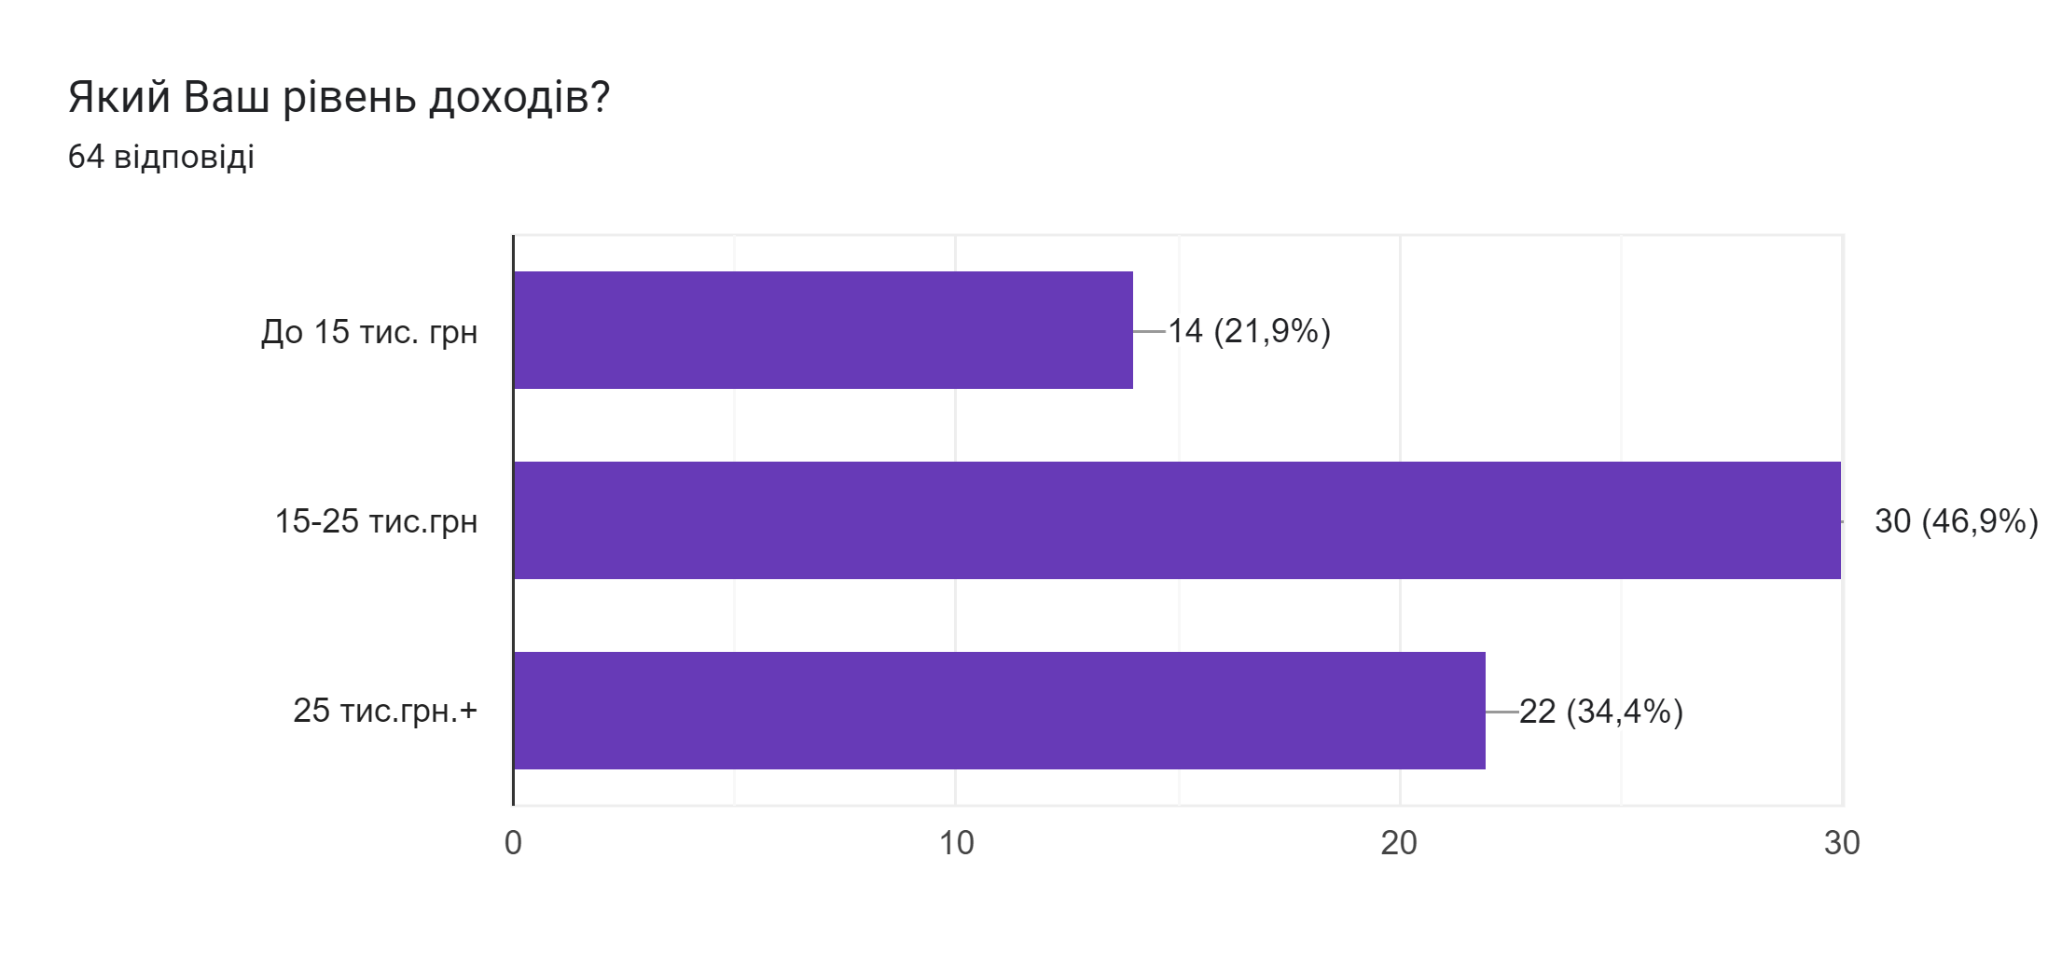 Який Ваш рівень доходів?
64 відповіді
До 15 тис. грн
14 (21,9%)
15-25 тис.грн
30 (46,9%)
25 тис.грн.+
22 (34,4%)
0 10 20 30